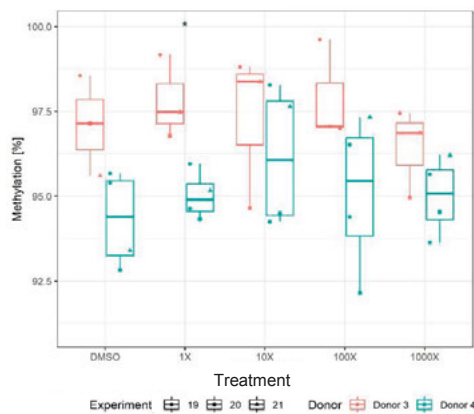 100.0
97.5
95.0
92.5
Methylation [%]
*
DMSO 1X 10X 100X 1000X
Treatment
Experiment 19 20 21 Donor Donor 3 Donor 4